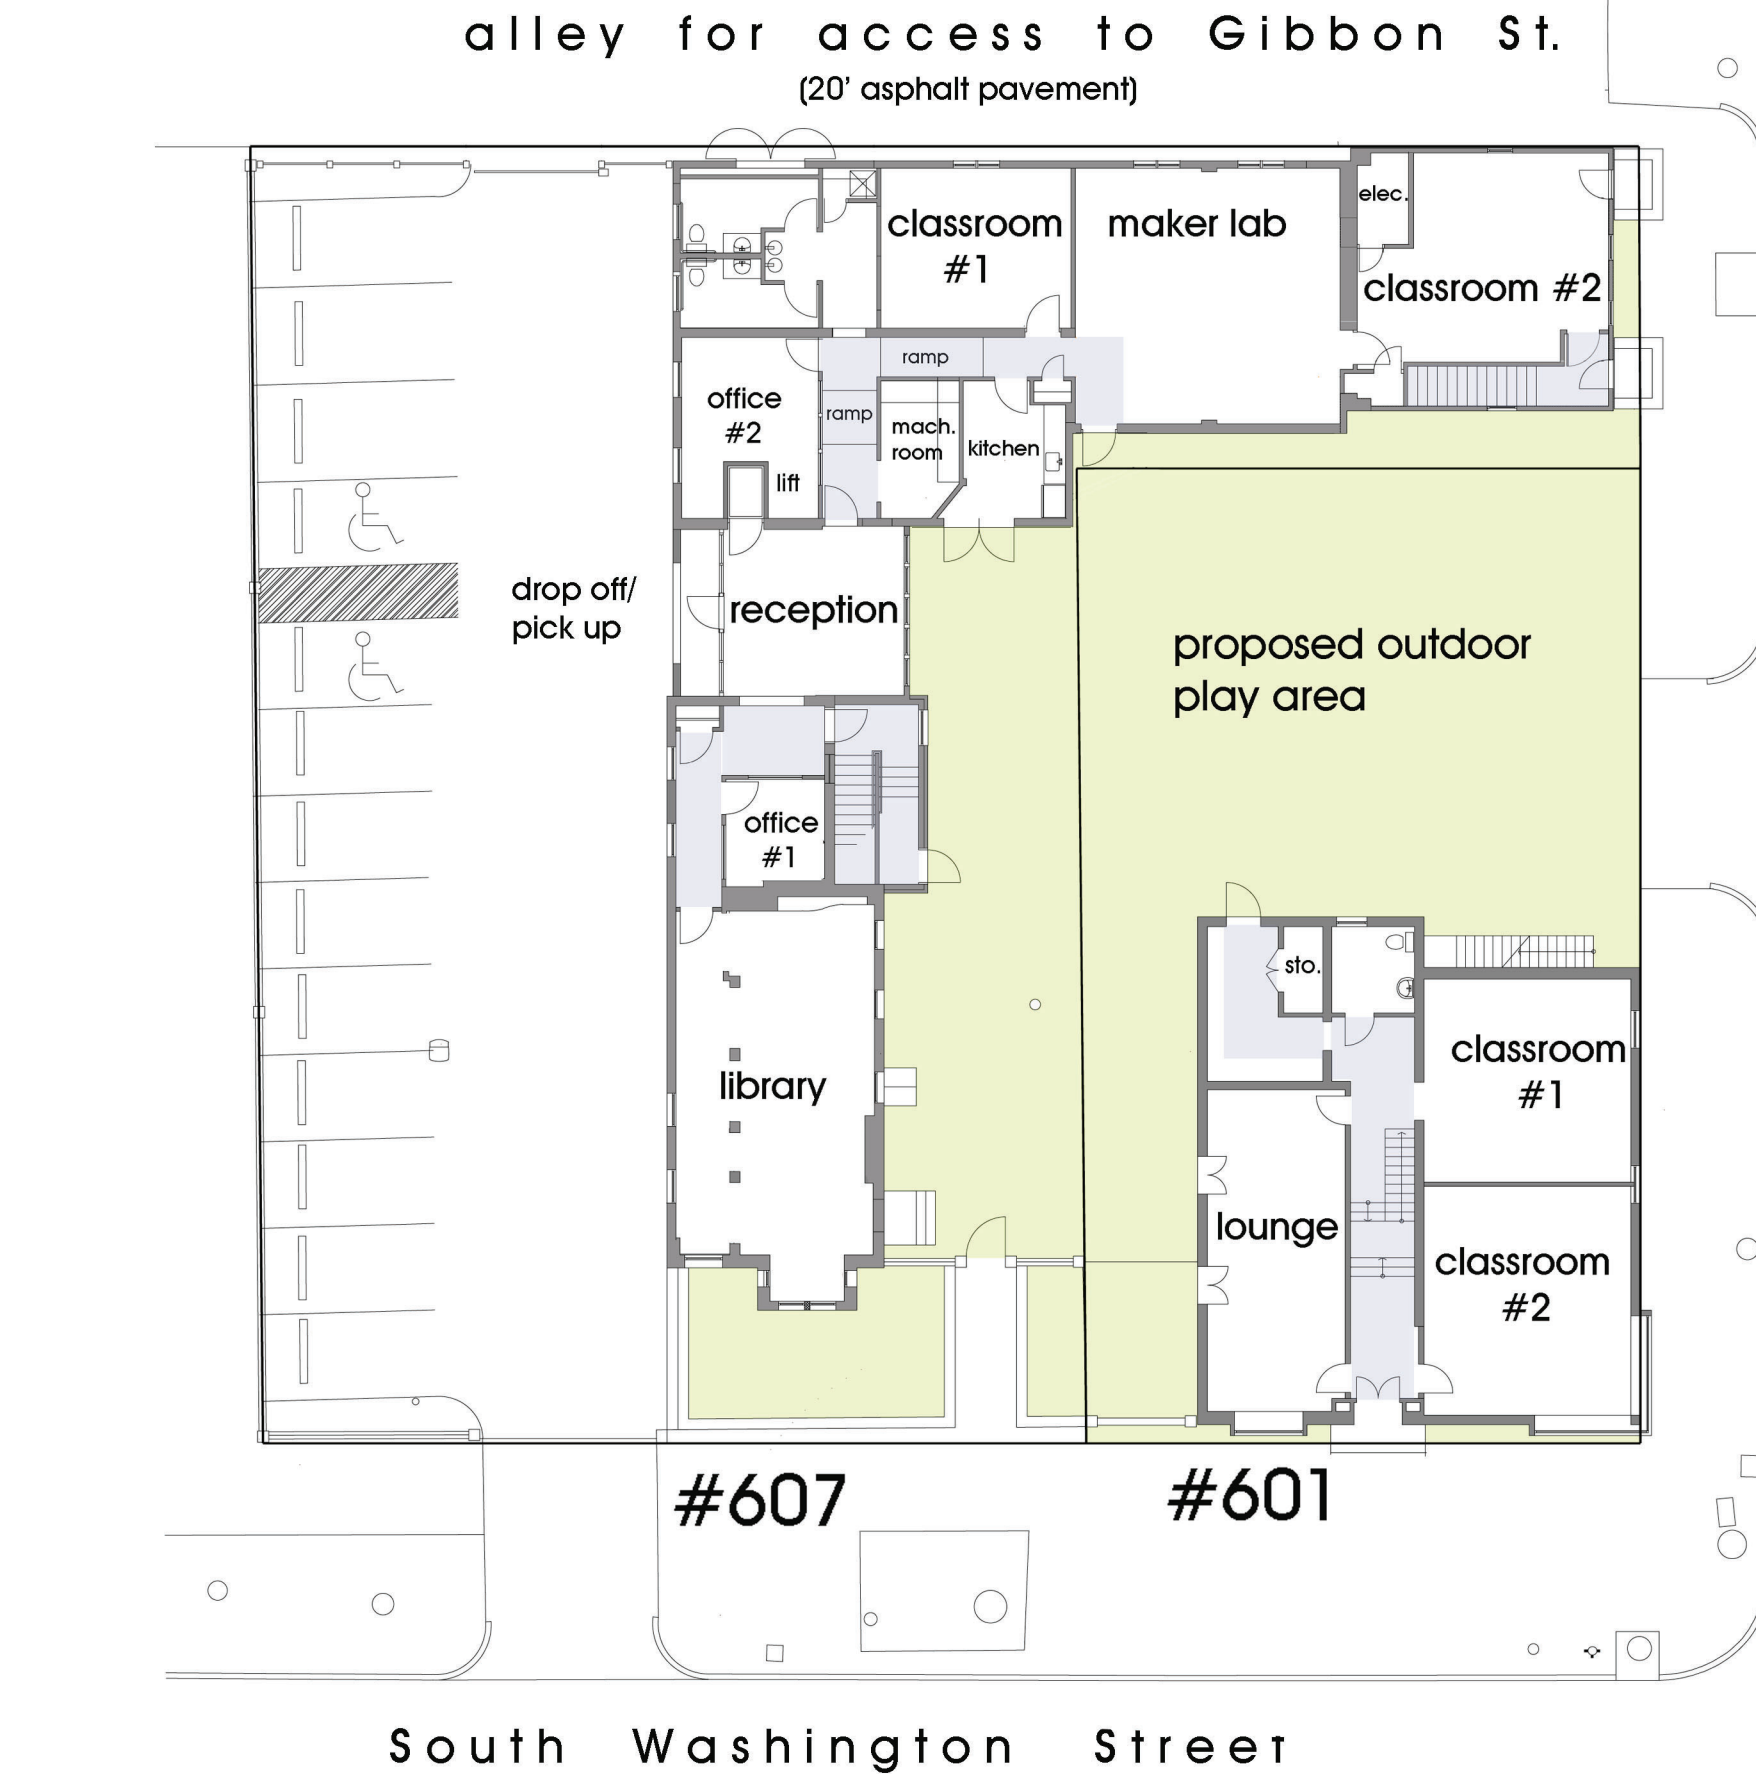 alley for access to Gibbon St.
(20' asphalt pavement)
classroom
#1
maker lab
elec.
classroom #2
ramp
office
#2
ramp
mach.
room
kitchen
lift
drop off/
pick up
reception
proposed outdoor
play area
office
#1
sto.
classroom
#1
library
lounge
classroom
#2
#607
#601
South Washington Street